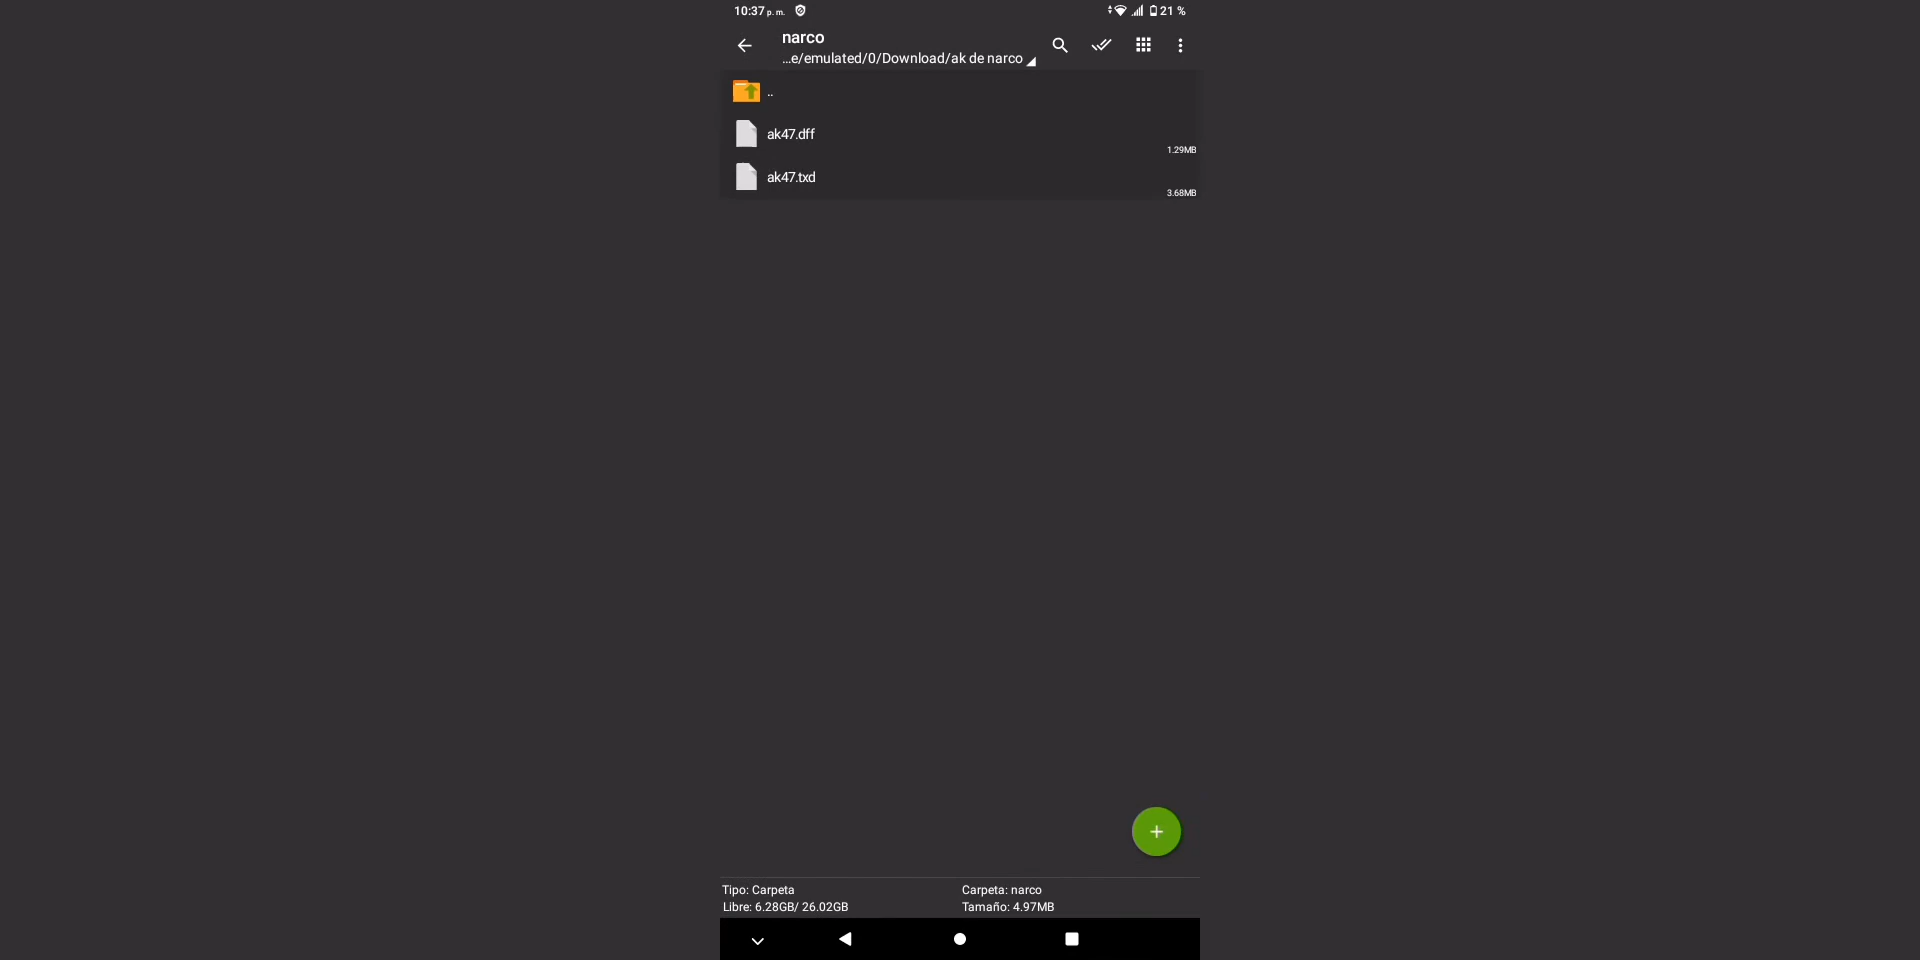 10:37 p. m.
21 %
narco
...e/emulated/0/Download/ak de narco
..
ak47.dff
1.29MB
ak47.txd
3.68MB
Tipo: Carpeta
Carpeta: narco
Libre: 6.28GB/ 26.02GB
Tamaño: 4.97MB